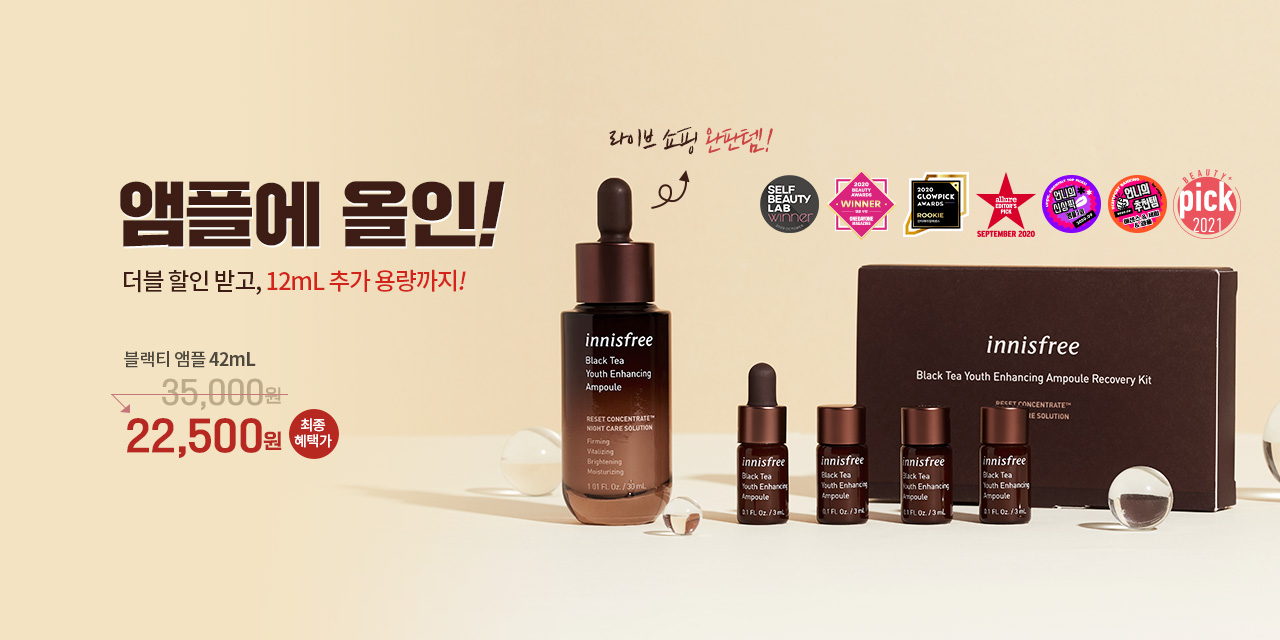 라이브 쇼핑 완판템!
앰플에 올인!
더블 할인 받고, 12mL 추가 용량까지!
블랙티 앰플 42mL
35,000원
22,500원
최종
혜택가
innisfree
Black Tea
Youth Enhancing
Ampoule
RESET CONCENTRATE™
NIGHT CARE SOLUTION
Firming
Vitalizing
Brightening
Moisturizing
1.01 FL. Oz. / 30 mL
SELF
BEAUTY
LAB
winner
2020
BEAUTY
AWARDS
WINNER
2020
GLOWPICK
AWARDS
ROOKIE
allure
EDITOR'S
PICK
SEPTEMBER 2020
언니의
신상픽
언니의
추천템
BEAUTY+
pick
2021
innisfree
Black Tea Youth Enhancing Ampoule Recovery Kit
RESET CONCENTRATE™
CARE SOLUTION
innisfree
Black Tea
Youth Enhancing
Ampoule
0.1 FL. Oz. / 3 mL
innisfree
Black Tea
Youth Enhancing
Ampoule
0.1 FL. Oz. / 3 mL
innisfree
Black Tea
Youth Enhancing
Ampoule
0.1 FL. Oz. / 3 mL
innisfree
Black Tea
Youth Enhancing
Ampoule
0.1 FL. Oz. / 3 mL